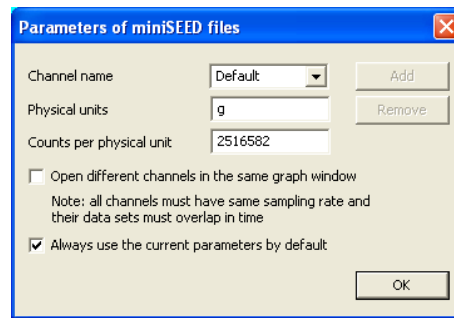 Parameters of miniSEED files
Channel name Default Add
Physical units g Remove
Counts per physical unit 2516582
Open different channels in the same graph window
Note: all channels must have same sampling rate and
their data sets must overlap in time
Always use the current parameters by default
OK